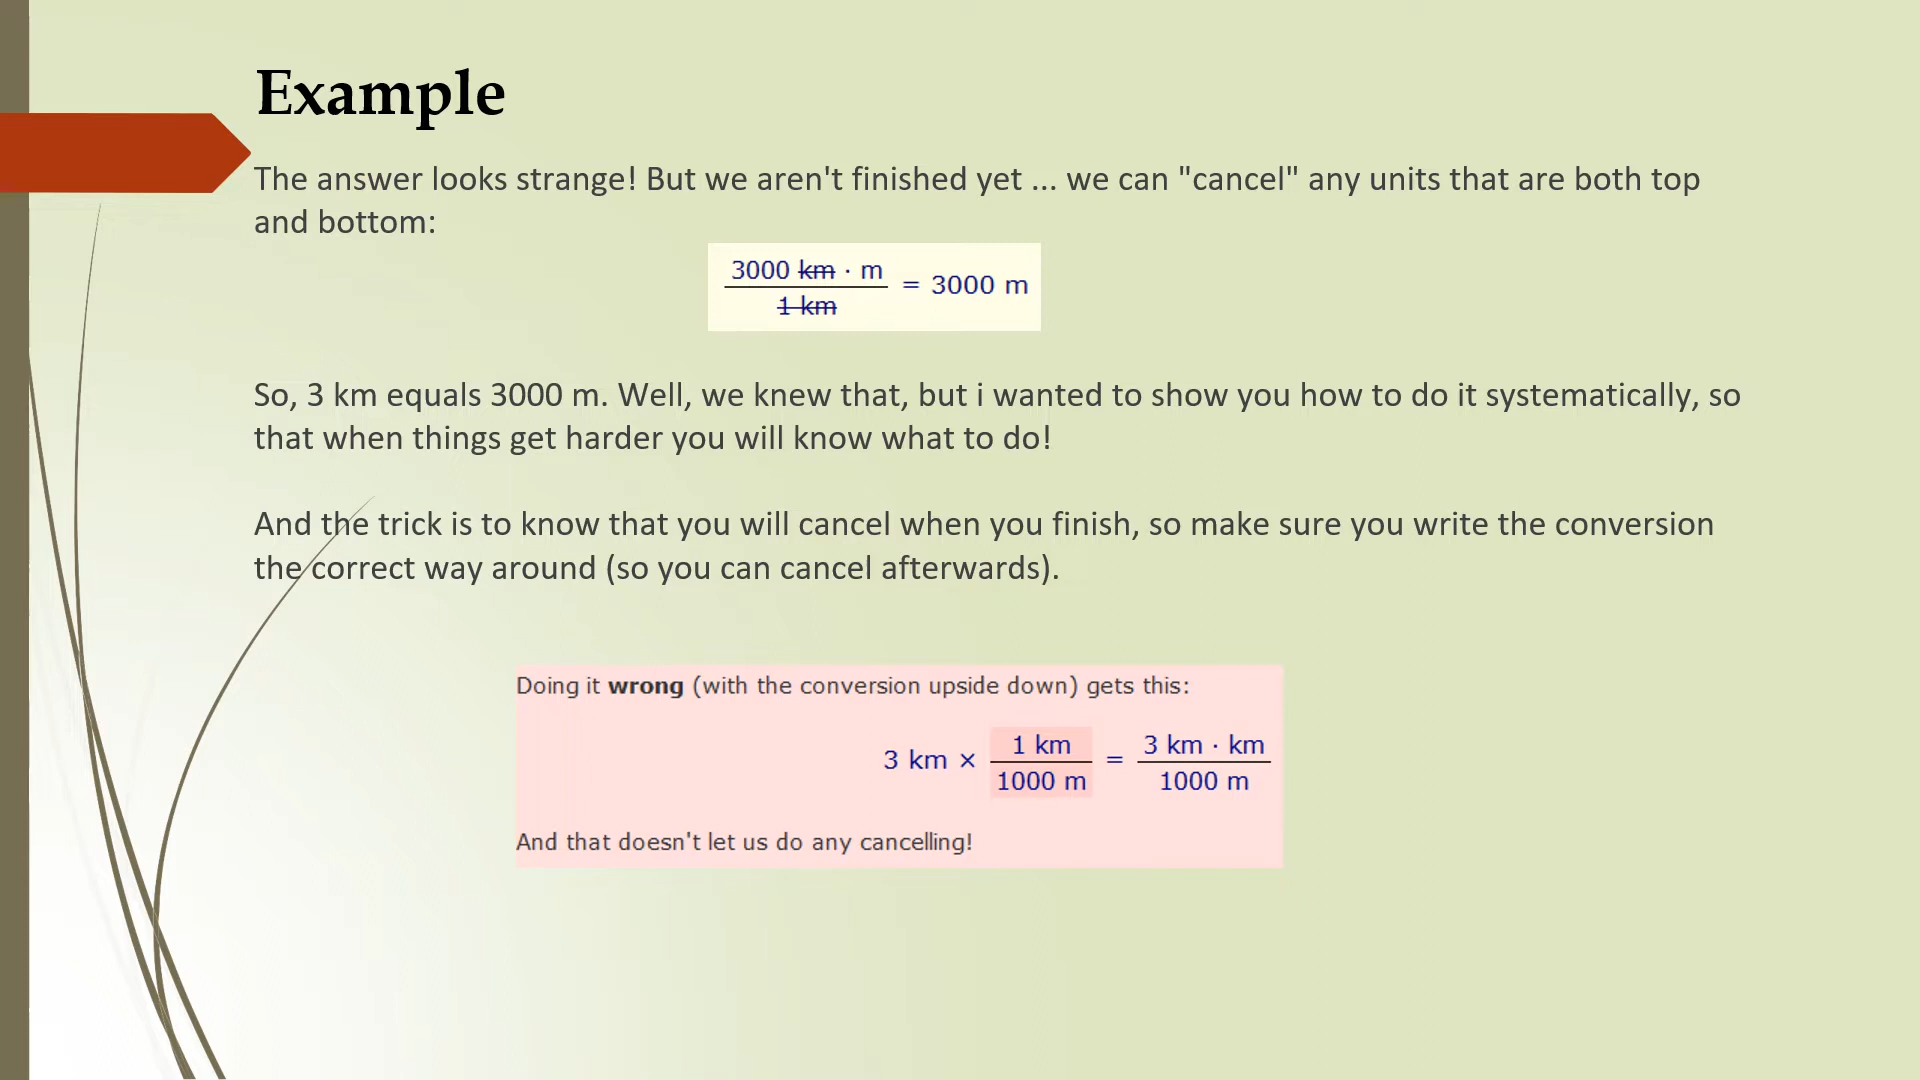 Example
The answer looks strange! But we aren't finished yet ... we can "cancel" any units that are both top
and bottom:
3000 km · m
= 3000 m
1 km
So, 3 km equals 3000 m. Well, we knew that, but i wanted to show you how to do it systematically, so
that when things get harder you will know what to do!
And the trick is to know that you will cancel when you finish, so make sure you write the conversion
the correct way around (so you can cancel afterwards).
Doing it wrong (with the conversion upside down) gets this:
1 km
3 km · km
3 km × =
1000 m
1000 m
And that doesn't let us do any cancelling!